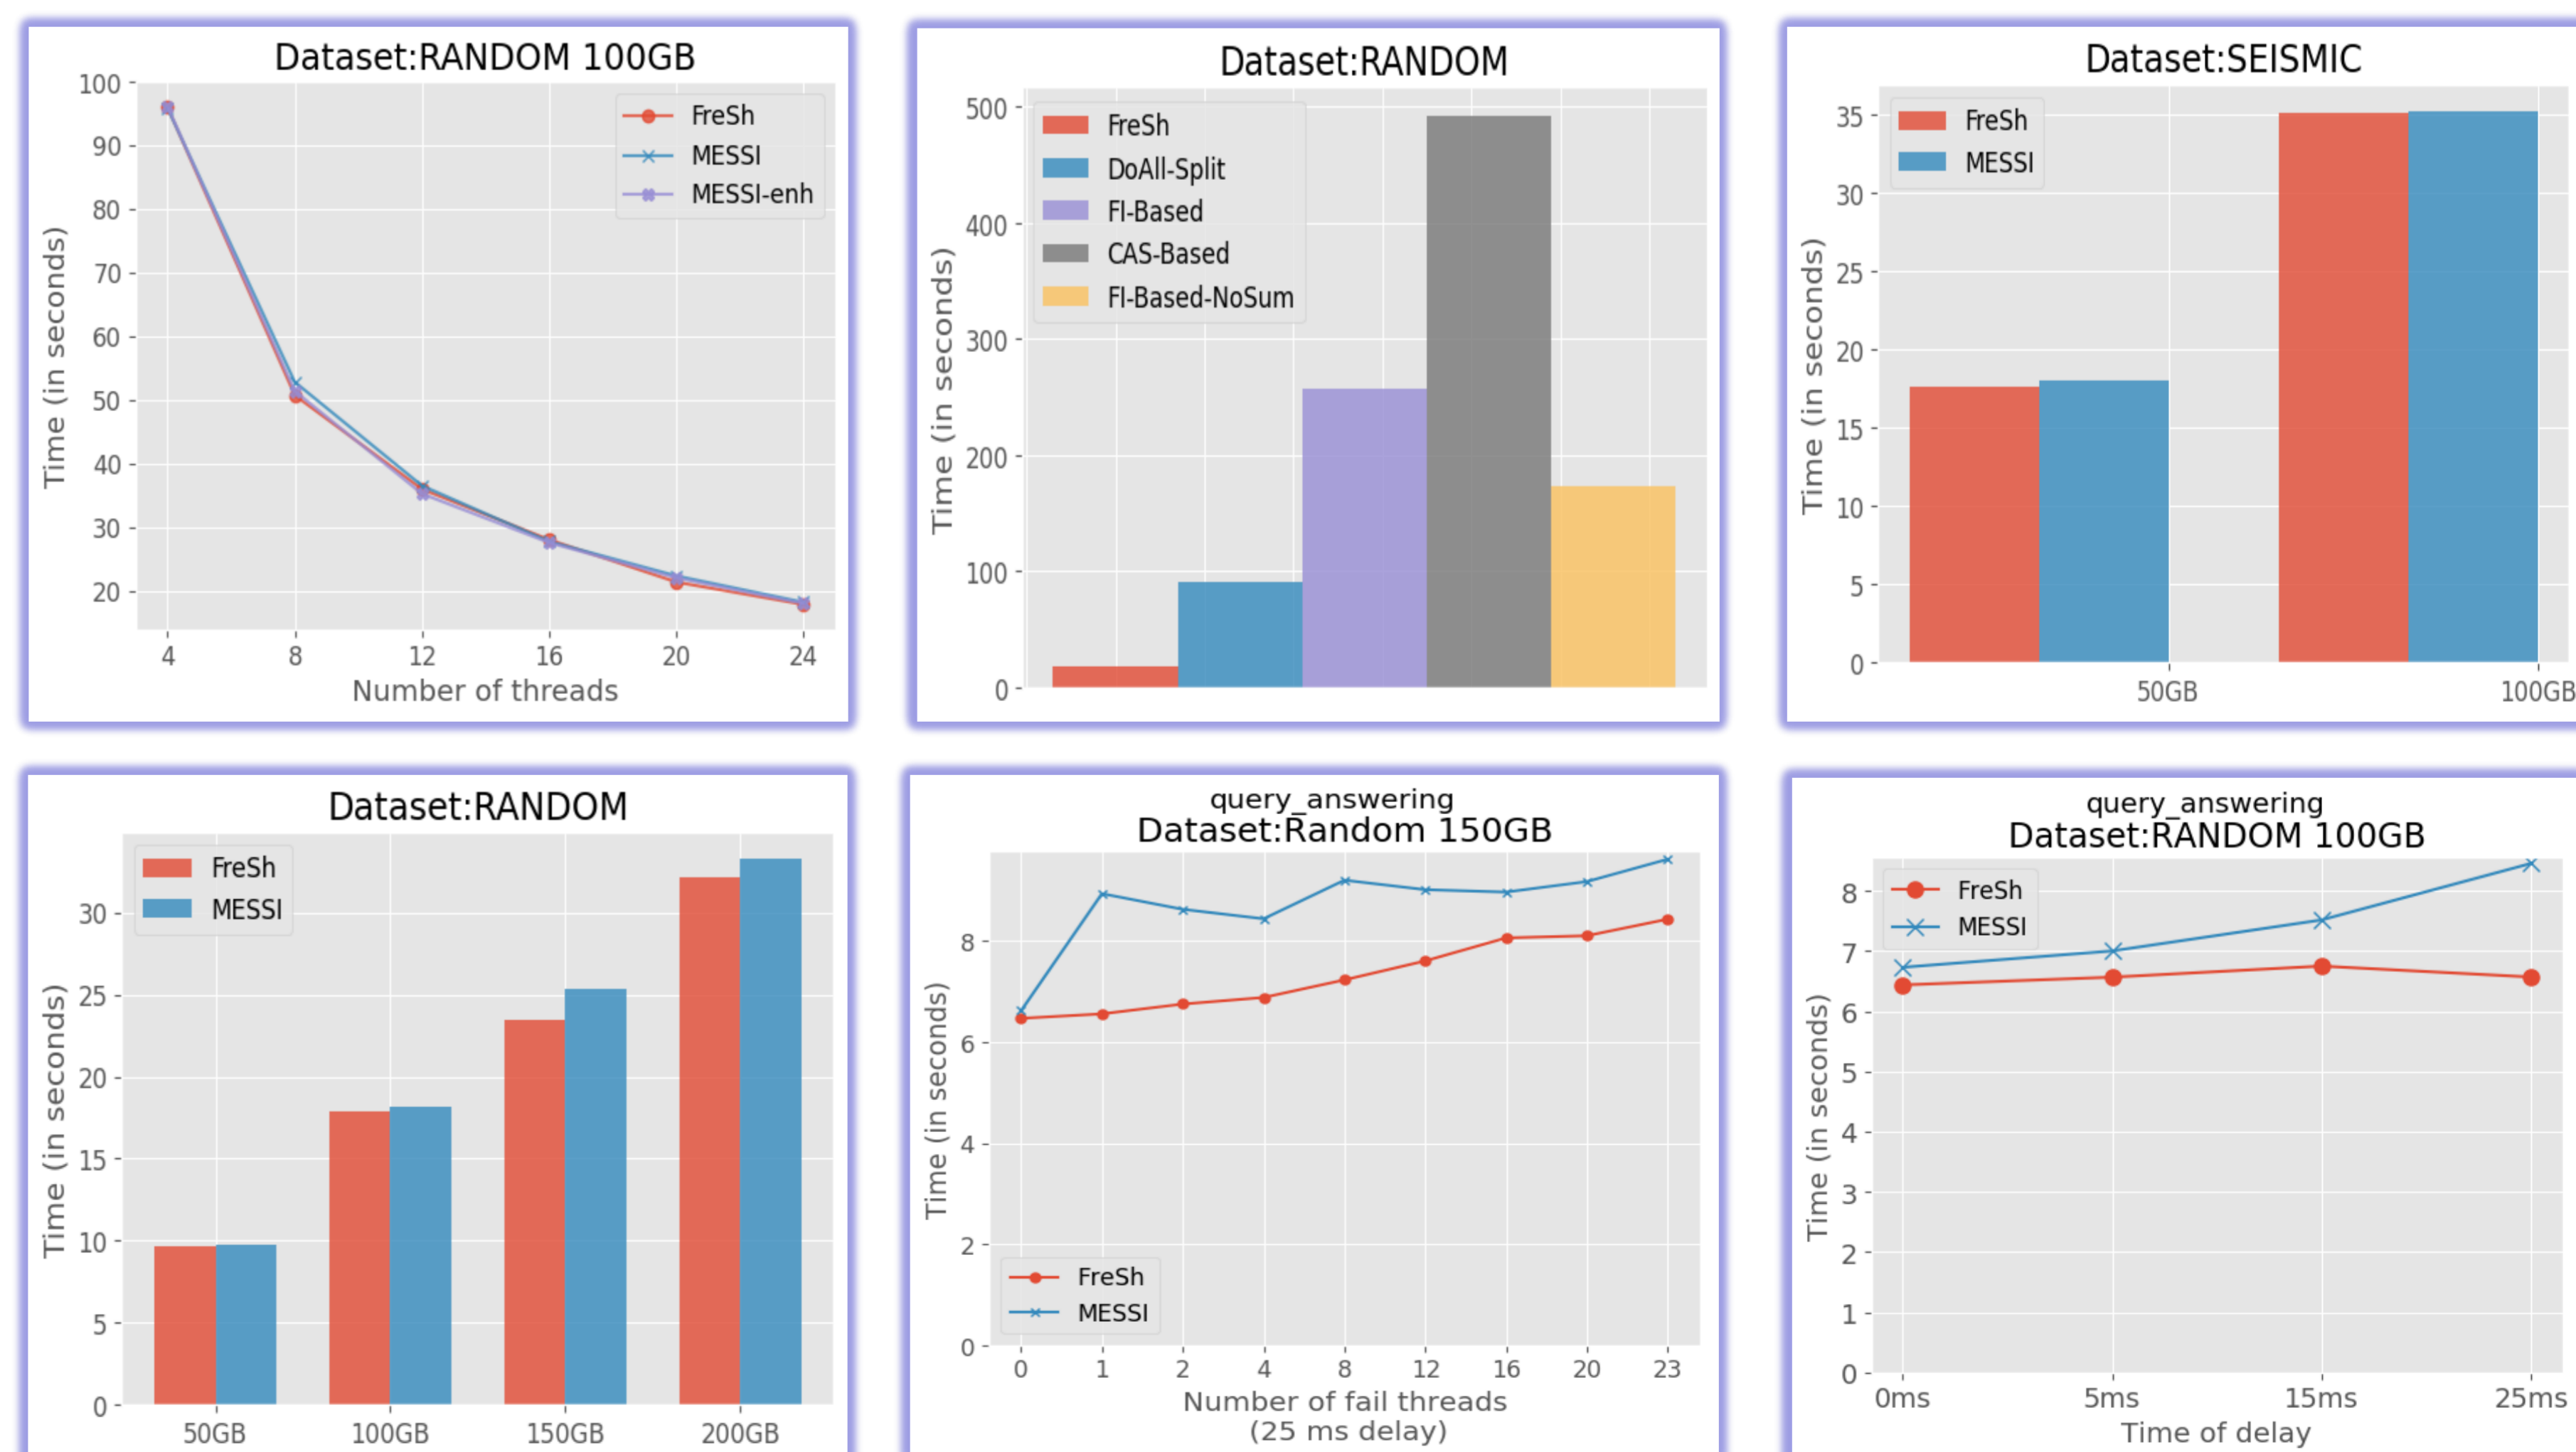 Dataset:RANDOM 100GB
Time (in seconds)
100
90
80
70
60
50
40
30
20
FreSh
MESSI
MESSI-enh
4 8 12 16 20 24
Number of threads
Dataset:RANDOM
Time (in seconds)
500
400
300
200
100
0
FreSh
DoAll-Split
FI-Based
CAS-Based
FI-Based-NoSum
Dataset:SEISMIC
Time (in seconds)
35
30
25
20
15
10
5
0
FreSh
MESSI
50GB 100GB
Dataset:RANDOM
Time (in seconds)
30
25
20
15
10
5
0
FreSh
MESSI
50GB 100GB 150GB 200GB
query_answering
Dataset:Random 150GB
Time (in seconds)
8
6
4
2
0
FreSh
MESSI
0 1 2 4 8 12 16 20 23
Number of fail threads
(25 ms delay)
query_answering
Dataset:RANDOM 100GB
Time (in seconds)
8
7
6
5
4
3
2
1
0
FreSh
MESSI
0ms 5ms 15ms 25ms
Time of delay